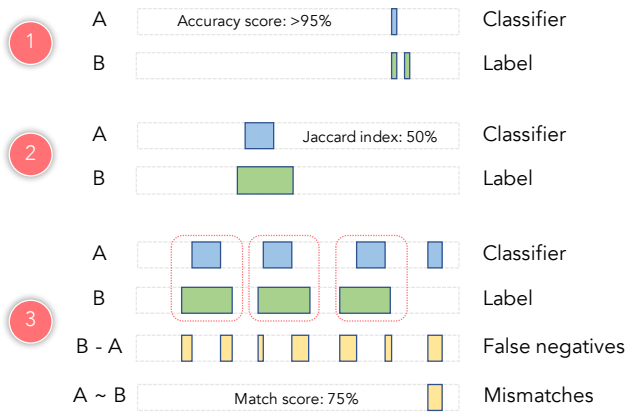 1
A Accuracy score: >95% Classifier
B Label
2
A Jaccard index: 50% Classifier
B Label
3
A Classifier
B Label
B - A False negatives
A ~ B Match score: 75% Mismatches